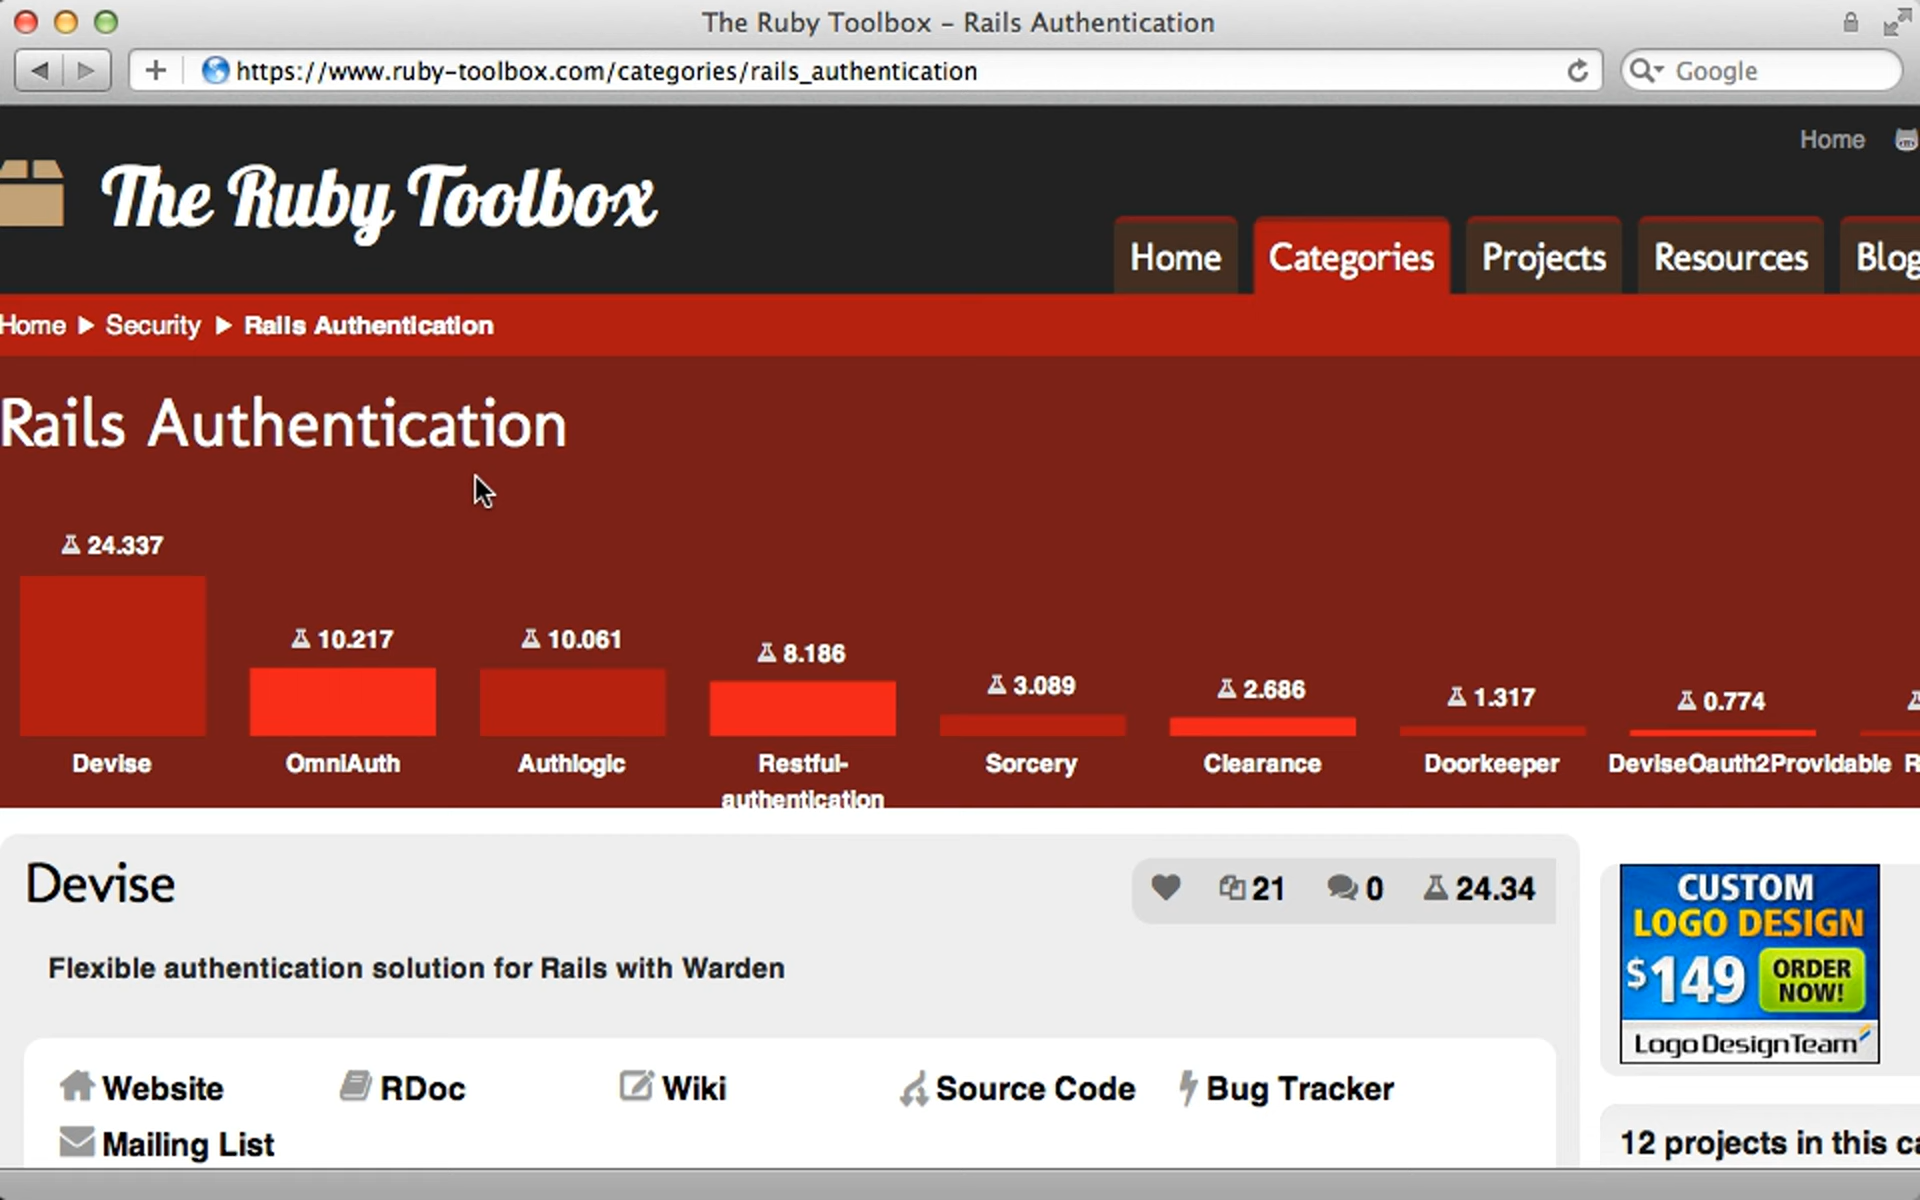 The Ruby Toolbox – Rails Authentication
https://www.ruby-toolbox.com/categories/rails_authentication
Google
Home
The Ruby Toolbox
Home Categories Projects Resources Blog
Home ▶ Security ▶ Rails Authentication
Rails Authentication
24.337 10.217 10.061 8.186 3.089 2.686 1.317 0.774
Devise OmniAuth Authlogic Restful- Sorcery Clearance Doorkeeper DeviseOauth2Providable R
authentication
Devise
21 0 24.34
Flexible authentication solution for Rails with Warden
Website RDoc Wiki Source Code Bug Tracker
Mailing List
CUSTOM
LOGO DESIGN
$149 ORDER
NOW!
LogoDesignTeam
12 projects in this ca